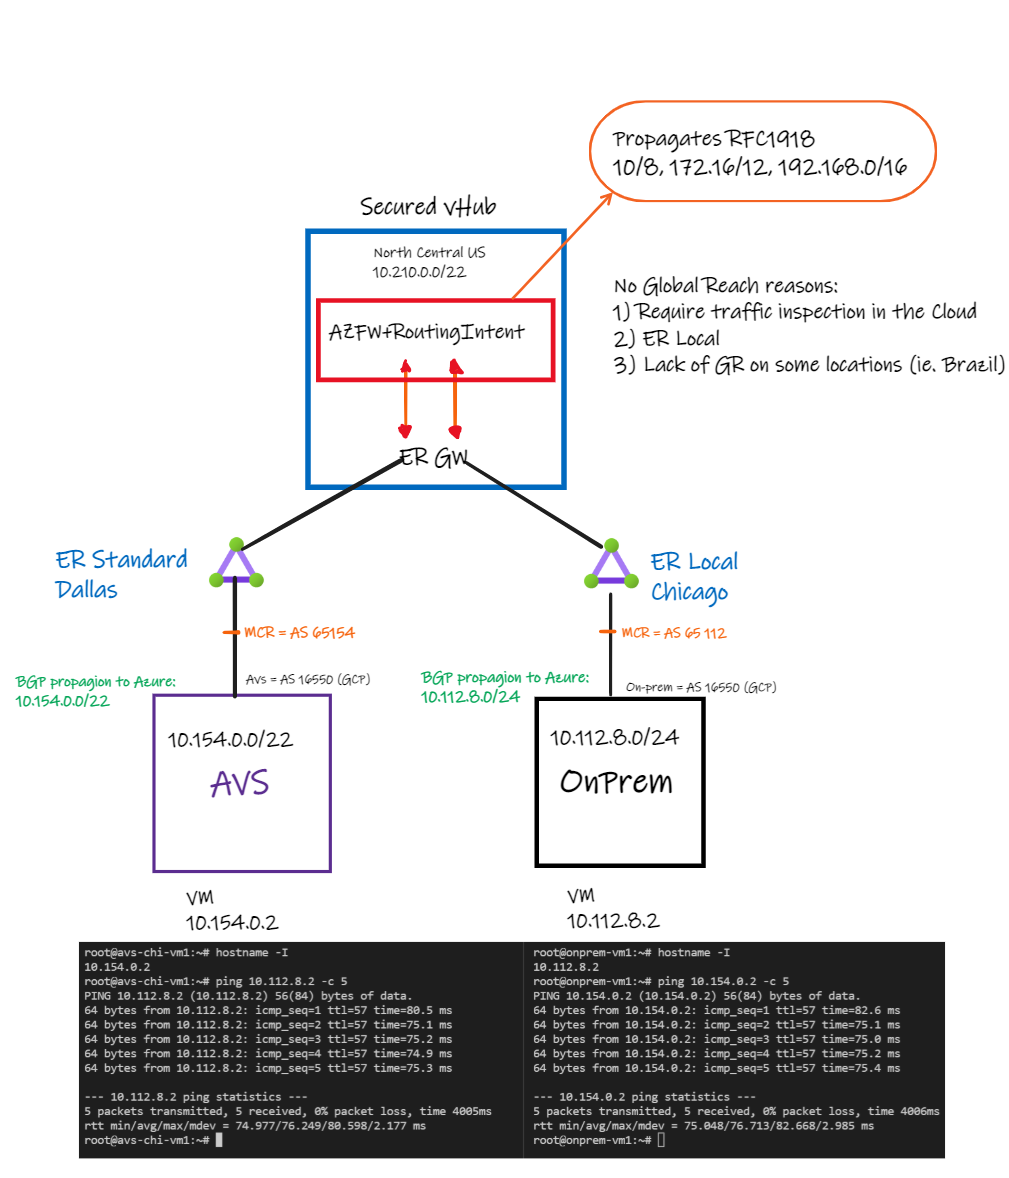 Propagates RFC1918
10/8, 172.16/12, 192.168.0/16
Secured vHub
North Central US
10.210.0.0/22
AZFW+RoutingIntent
ER GW
No Global Reach reasons:
1) Require traffic inspection in the Cloud
2) ER Local
3) Lack of GR on some locations (ie. Brazil)
ER Standard
Dallas
ER Local
Chicago
MCR = AS 65154
MCR = AS 65112
BGP propagion to Azure:
10.154.0.0/22
Avs = AS 16550 (GCP)
BGP propagion to Azure:
10.112.8.0/24
On-prem = AS 16550 (GCP)
10.154.0.0/22
AVS
10.112.8.0/24
OnPrem
VM
10.154.0.2
VM
10.112.8.2
root@avs-chi-vm1:~# hostname -I
10.154.0.2
root@avs-chi-vm1:~# ping 10.112.8.2 -c 5
PING 10.112.8.2 (10.112.8.2) 56(84) bytes of data.
64 bytes from 10.112.8.2: icmp_seq=1 ttl=57 time=80.5 ms
64 bytes from 10.112.8.2: icmp_seq=2 ttl=57 time=75.1 ms
64 bytes from 10.112.8.2: icmp_seq=3 ttl=57 time=75.2 ms
64 bytes from 10.112.8.2: icmp_seq=4 ttl=57 time=74.9 ms
64 bytes from 10.112.8.2: icmp_seq=5 ttl=57 time=75.3 ms
--- 10.112.8.2 ping statistics ---
5 packets transmitted, 5 received, 0% packet loss, time 4005ms
rtt min/avg/max/mdev = 74.977/76.249/80.598/2.177 ms
root@avs-chi-vm1:~#
root@onprem-vm1:~# hostname -I
10.112.8.2
root@onprem-vm1:~# ping 10.154.0.2 -c 5
PING 10.154.0.2 (10.154.0.2) 56(84) bytes of data.
64 bytes from 10.154.0.2: icmp_seq=1 ttl=57 time=82.6 ms
64 bytes from 10.154.0.2: icmp_seq=2 ttl=57 time=75.1 ms
64 bytes from 10.154.0.2: icmp_seq=3 ttl=57 time=75.0 ms
64 bytes from 10.154.0.2: icmp_seq=4 ttl=57 time=75.2 ms
64 bytes from 10.154.0.2: icmp_seq=5 ttl=57 time=75.4 ms
--- 10.154.0.2 ping statistics ---
5 packets transmitted, 5 received, 0% packet loss, time 4006ms
rtt min/avg/max/mdev = 75.048/76.713/82.668/2.985 ms
root@onprem-vm1:~#